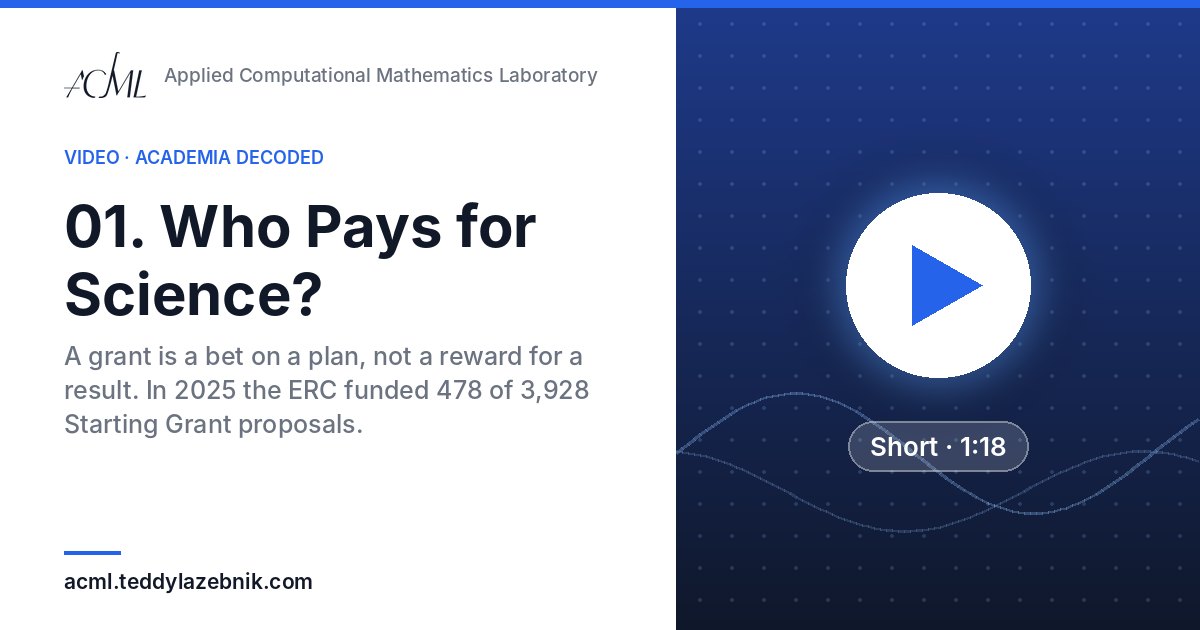 ACML
Applied Computational Mathematics Laboratory
VIDEO · ACADEMIA DECODED
01. Who Pays for
Science?
A grant is a bet on a plan, not a reward for a
result. In 2025 the ERC funded 478 of 3,928
Starting Grant proposals.
Short · 1:18
acml.teddylazebnik.com